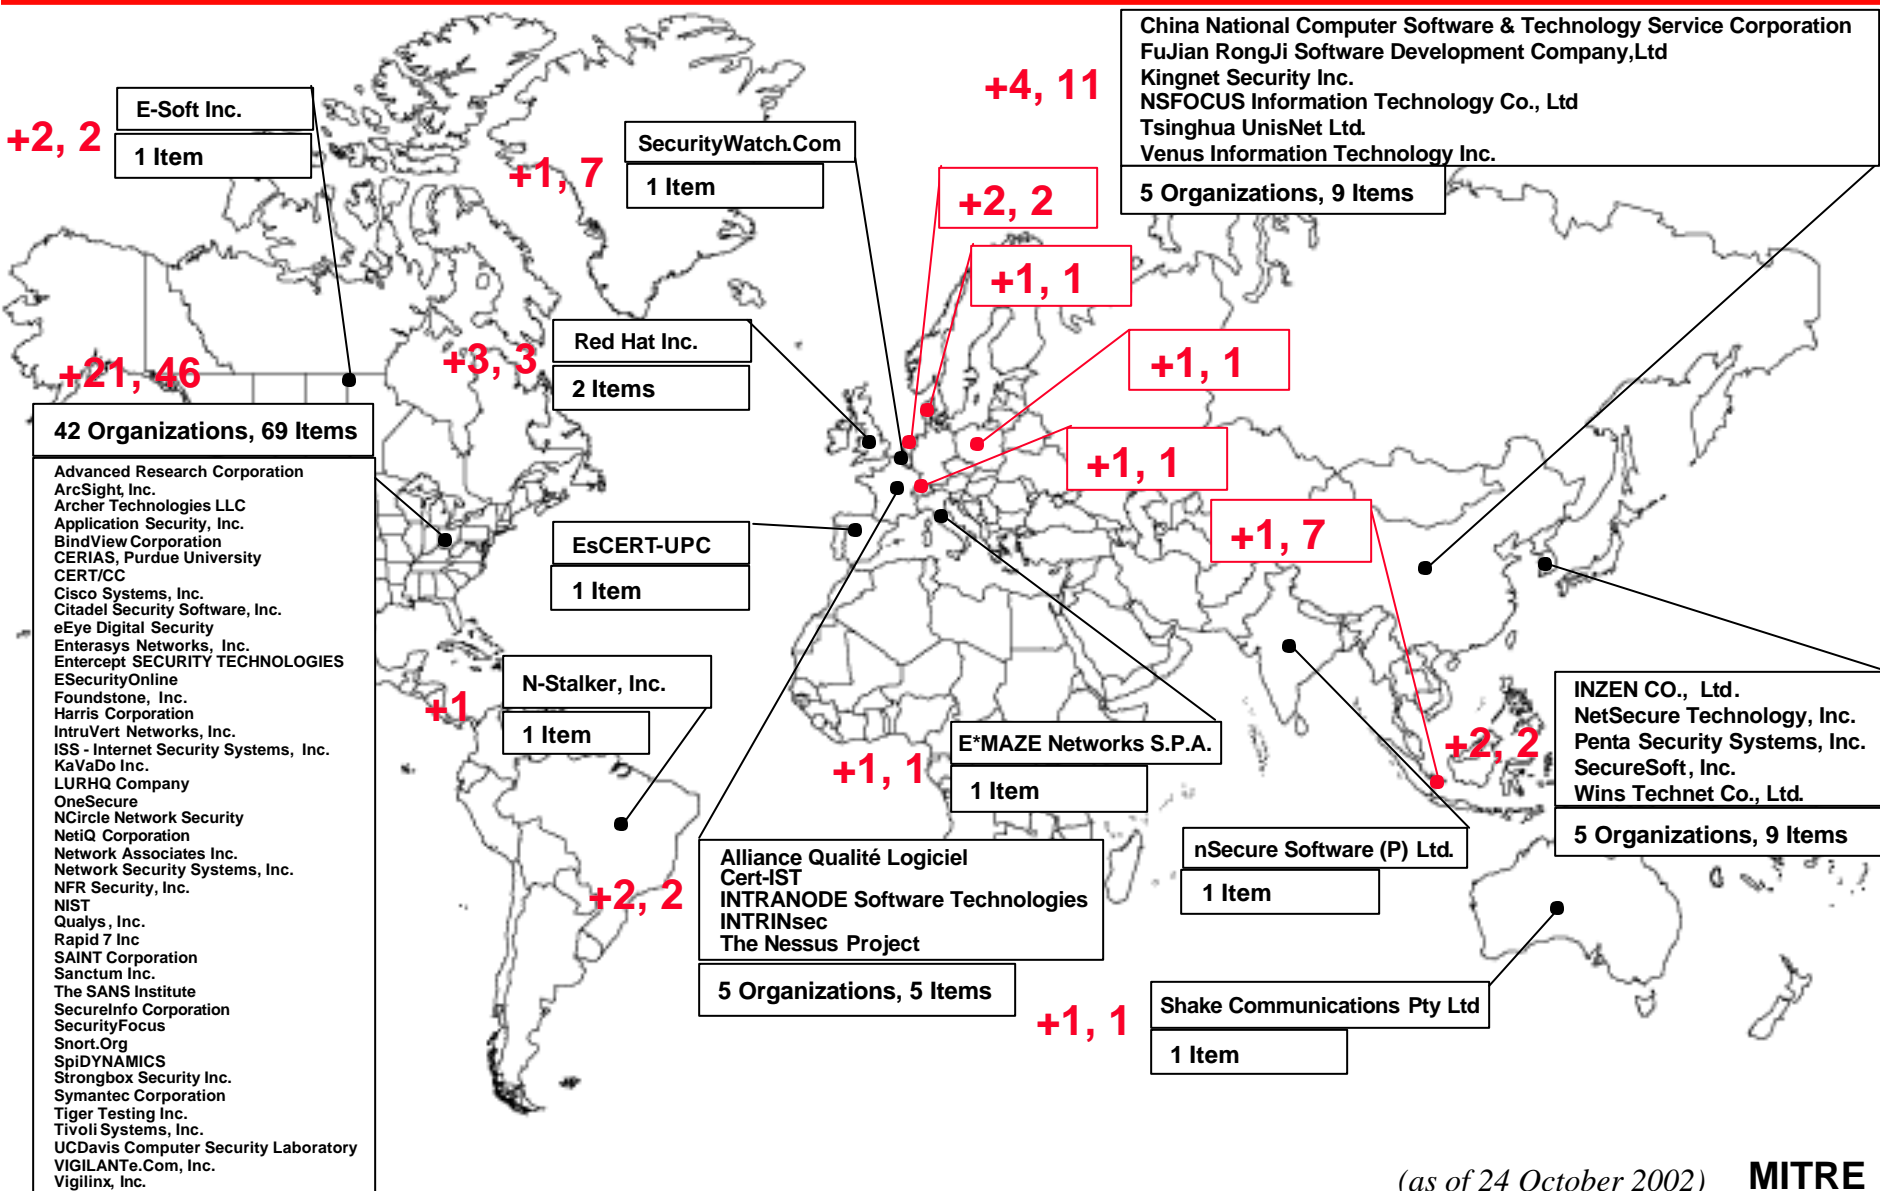 China National Computer Software & Technology Service Corporation
FuJian RongJi Software Development Company,Ltd
Kingnet Security Inc.
NSFOCUS Information Technology Co., Ltd
Tsinghua UnisNet Ltd.
Venus Information Technology Inc.
5 Organizations, 9 Items
+4, 11
E-Soft Inc.
1 Item
+2, 2
SecurityWatch.Com
1 Item
+1, 7
+2, 2
+1, 1
+1, 1
+1, 1
+1, 7
Red Hat Inc.
2 Items
+3, 3
+21, 46
42 Organizations, 69 Items
Advanced Research Corporation
ArcSight, Inc.
Archer Technologies LLC
Application Security, Inc.
BindView Corporation
CERIAS, Purdue University
CERT/CC
Cisco Systems, Inc.
Citadel Security Software, Inc.
eEye Digital Security
Enterasys Networks, Inc.
Entercept SECURITY TECHNOLOGIES
ESecurityOnline
Foundstone, Inc.
Harris Corporation
IntruVert Networks, Inc.
ISS - Internet Security Systems, Inc.
KaVaDo Inc.
LURHQ Company
OneSecure
NCircle Network Security
NetiQ Corporation
Network Associates Inc.
Network Security Systems, Inc.
NFR Security, Inc.
NIST
Qualys, Inc.
Rapid 7 Inc
SAINT Corporation
Sanctum Inc.
The SANS Institute
SecureInfo Corporation
SecurityFocus
Snort.Org
SpiDYNAMICS
Strongbox Security Inc.
Symantec Corporation
Tiger Testing Inc.
Tivoli Systems, Inc.
UCDavis Computer Security Laboratory
VIGILANTe.Com, Inc.
Vigilinx, Inc.
EsCERT-UPC
1 Item
N-Stalker, Inc.
1 Item
+1
+2, 2
E*MAZE Networks S.P.A.
1 Item
+1, 1
Alliance Qualité Logiciel
Cert-IST
INTRANODE Software Technologies
INTRINsec
The Nessus Project
5 Organizations, 5 Items
INZEN CO., Ltd.
NetSecure Technology, Inc.
Penta Security Systems, Inc.
SecureSoft, Inc.
Wins Technet Co., Ltd.
5 Organizations, 9 Items
+2, 2
nSecure Software (P) Ltd.
1 Item
Shake Communications Pty Ltd
1 Item
+1, 1
(as of 24 October 2002)
MITRE